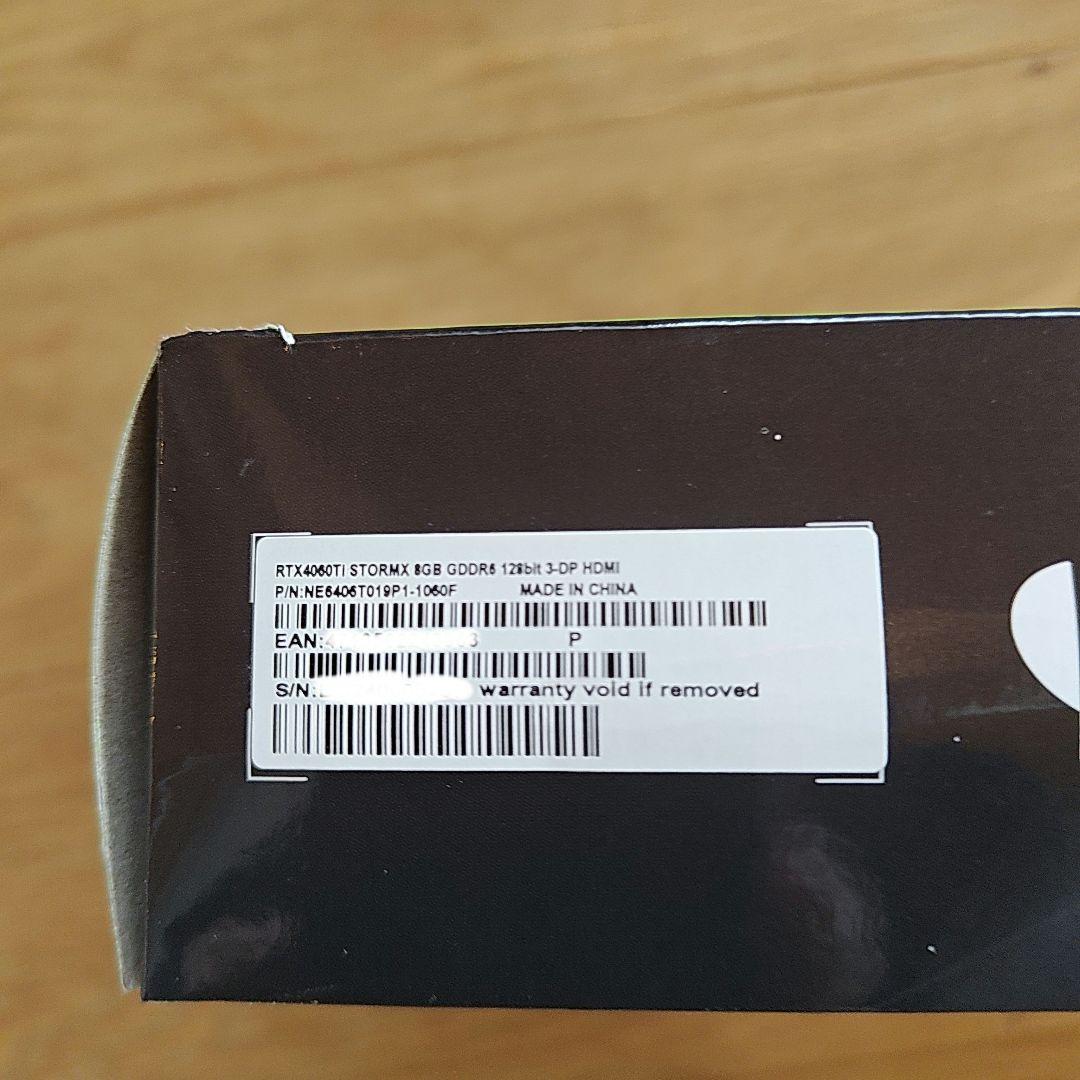 RTX4060Ti STORMX 8GB GDDR6 128bit 3-DP HDMI
P/N:NE6406T019P1-1060F MADE IN CHINA
EAN: P
S/N: warranty void if removed